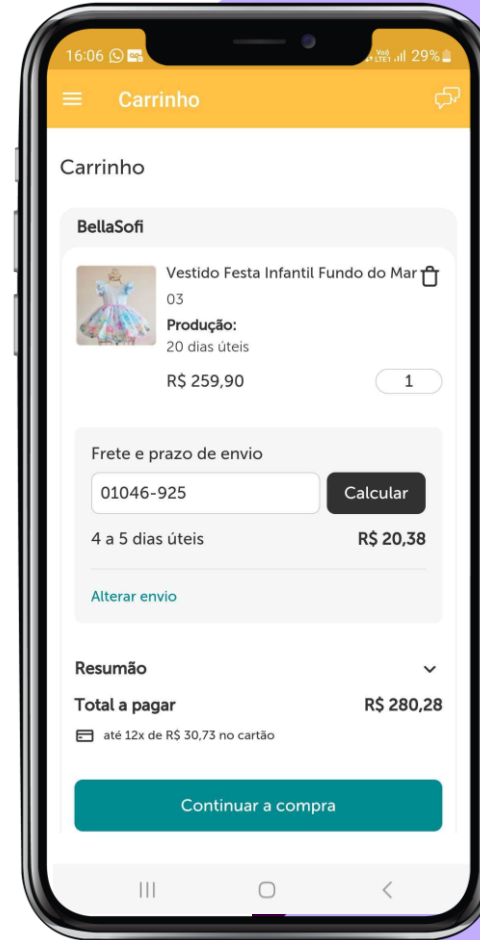 16:06
29%
Carrinho
Carrinho
BellaSofi
Vestido Festa Infantil Fundo do Mar
03
Produção:
20 dias úteis
R$ 259,90
1
Frete e prazo de envio
01046-925
Calcular
4 a 5 dias úteis
R$ 20,38
Alterar envio
Resumão
Total a pagar
R$ 280,28
até 12x de R$ 30,73 no cartão
Continuar a compra